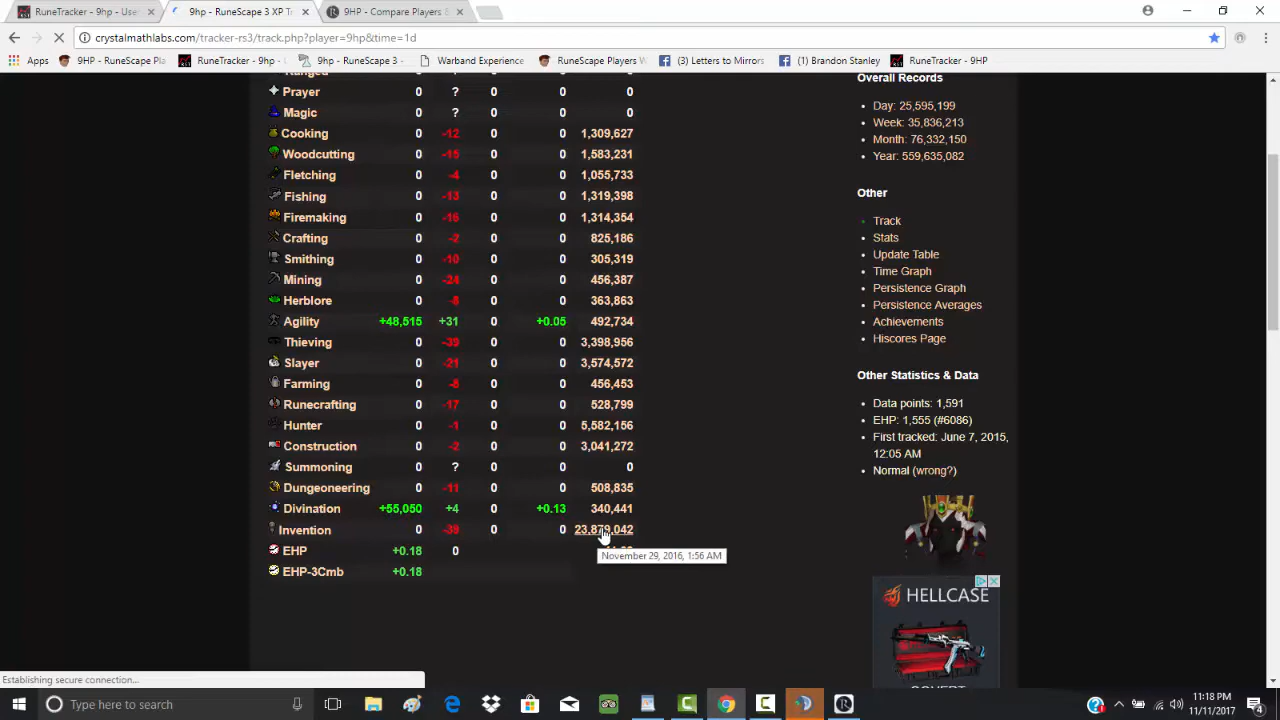 RuneTracker - 9hp - Use
9hp - RuneScape 3 XP Tr
9HP - Compare Players S
crystalmathlabs.com/tracker-rs3/track.php?player=9hp&time=1d
Apps
9HP - RuneScape Pla
RuneTracker - 9hp -
9hp - RuneScape 3
Warband Experience
RuneScape Players W
(3) Letters to Mirrors
(1) Brandon Stanley
RuneTracker - 9HP
Ranged
Prayer 0 ? 0 0 0
Magic 0 ? 0 0 0
Cooking 0 -12 0 0 1,309,627
Woodcutting 0 -15 0 0 1,583,231
Fletching 0 -4 0 0 1,055,733
Fishing 0 -13 0 0 1,319,398
Firemaking 0 -16 0 0 1,314,354
Crafting 0 -2 0 0 825,186
Smithing 0 -10 0 0 305,319
Mining 0 -24 0 0 456,387
Herblore 0 -8 0 0 363,863
Agility +48,515 +31 0 +0.05 492,734
Thieving 0 -39 0 0 3,398,956
Slayer 0 -21 0 0 3,574,572
Farming 0 -8 0 0 456,453
Runecrafting 0 -17 0 0 528,799
Hunter 0 -1 0 0 5,582,156
Construction 0 -2 0 0 3,041,272
Summoning 0 ? 0 0 0
Dungeoneering 0 -11 0 0 508,835
Divination +55,050 +4 0 +0.13 340,441
Invention 0 -39 0 0 23,879,042
EHP +0.18 0
EHP-3Cmb +0.18
November 29, 2016, 1:56 AM
Overall Records
Day: 25,595,199
Week: 35,836,213
Month: 76,332,150
Year: 559,635,082
Other
Track
Stats
Update Table
Time Graph
Persistence Graph
Persistence Averages
Achievements
Hiscores Page
Other Statistics & Data
Data points: 1,591
EHP: 1,555 (#6086)
First tracked: June 7, 2015,
12:05 AM
Normal (wrong?)
HELLCASE
COVERT
Establishing secure connection...
Type here to search
11:18 PM
11/11/2017